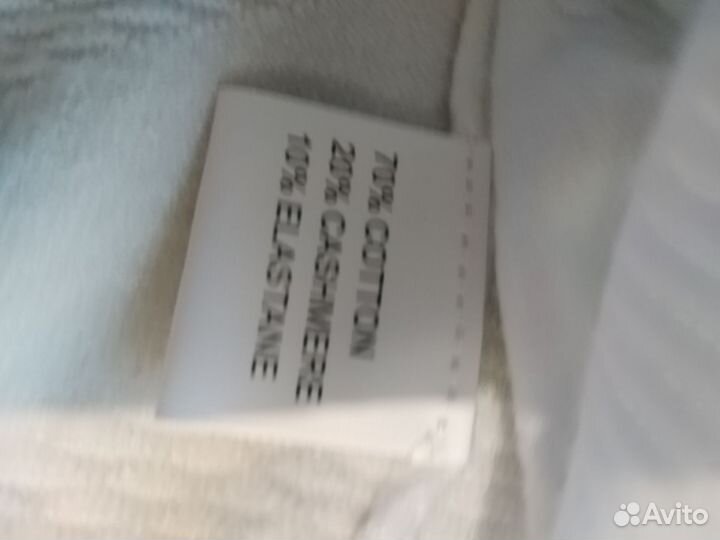 70% COTTON
20% CASHMERE
10% ELASTANE
Avito